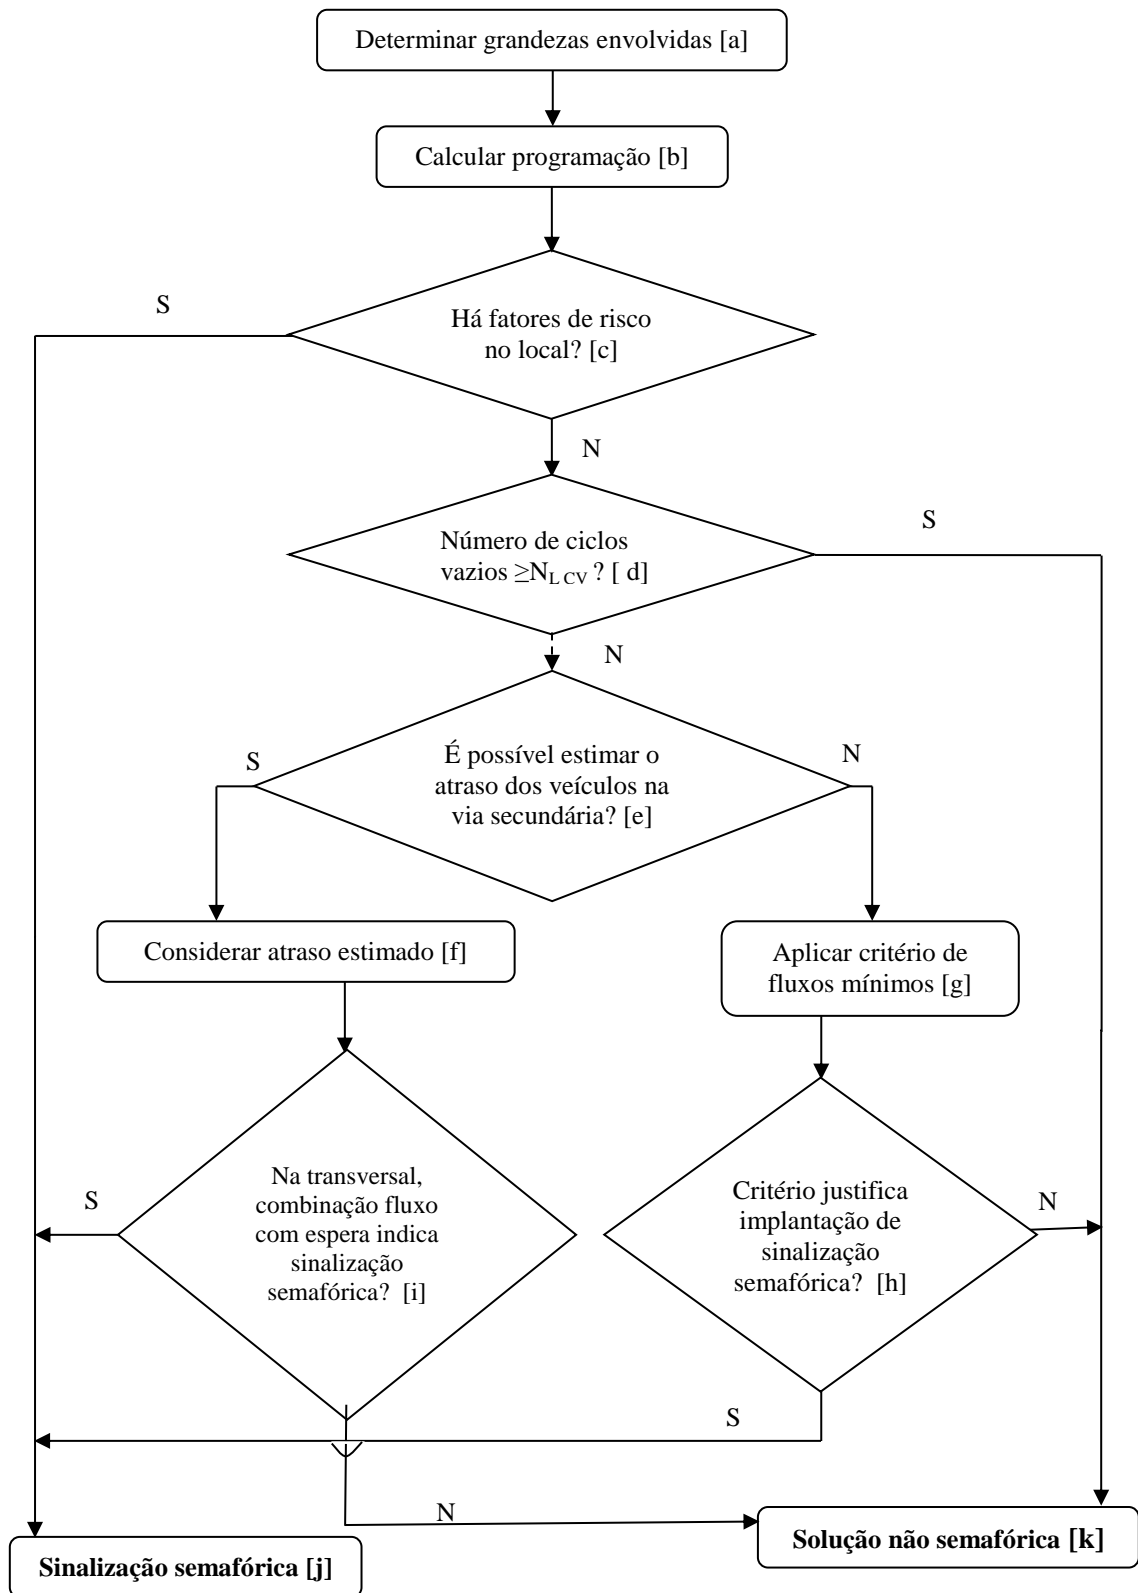 Determinar grandezas envolvidas [a]
Calcular programação [b]
S
Há fatores de risco
no local? [c]
N
S
Número de ciclos
vazios ≥NL CV ? [ d]
N
É possível estimar o
atraso dos veículos na
via secundária? [e]
S
N
Considerar atraso estimado [f]
Aplicar critério de
fluxos mínimos [g]
Na transversal,
combinação fluxo
com espera indica
sinalização
semafórica? [i]
S
Critério justifica
implantação de
sinalização
semafórica? [h]
N
S
N
Sinalização semafórica [j]
Solução não semafórica [k]